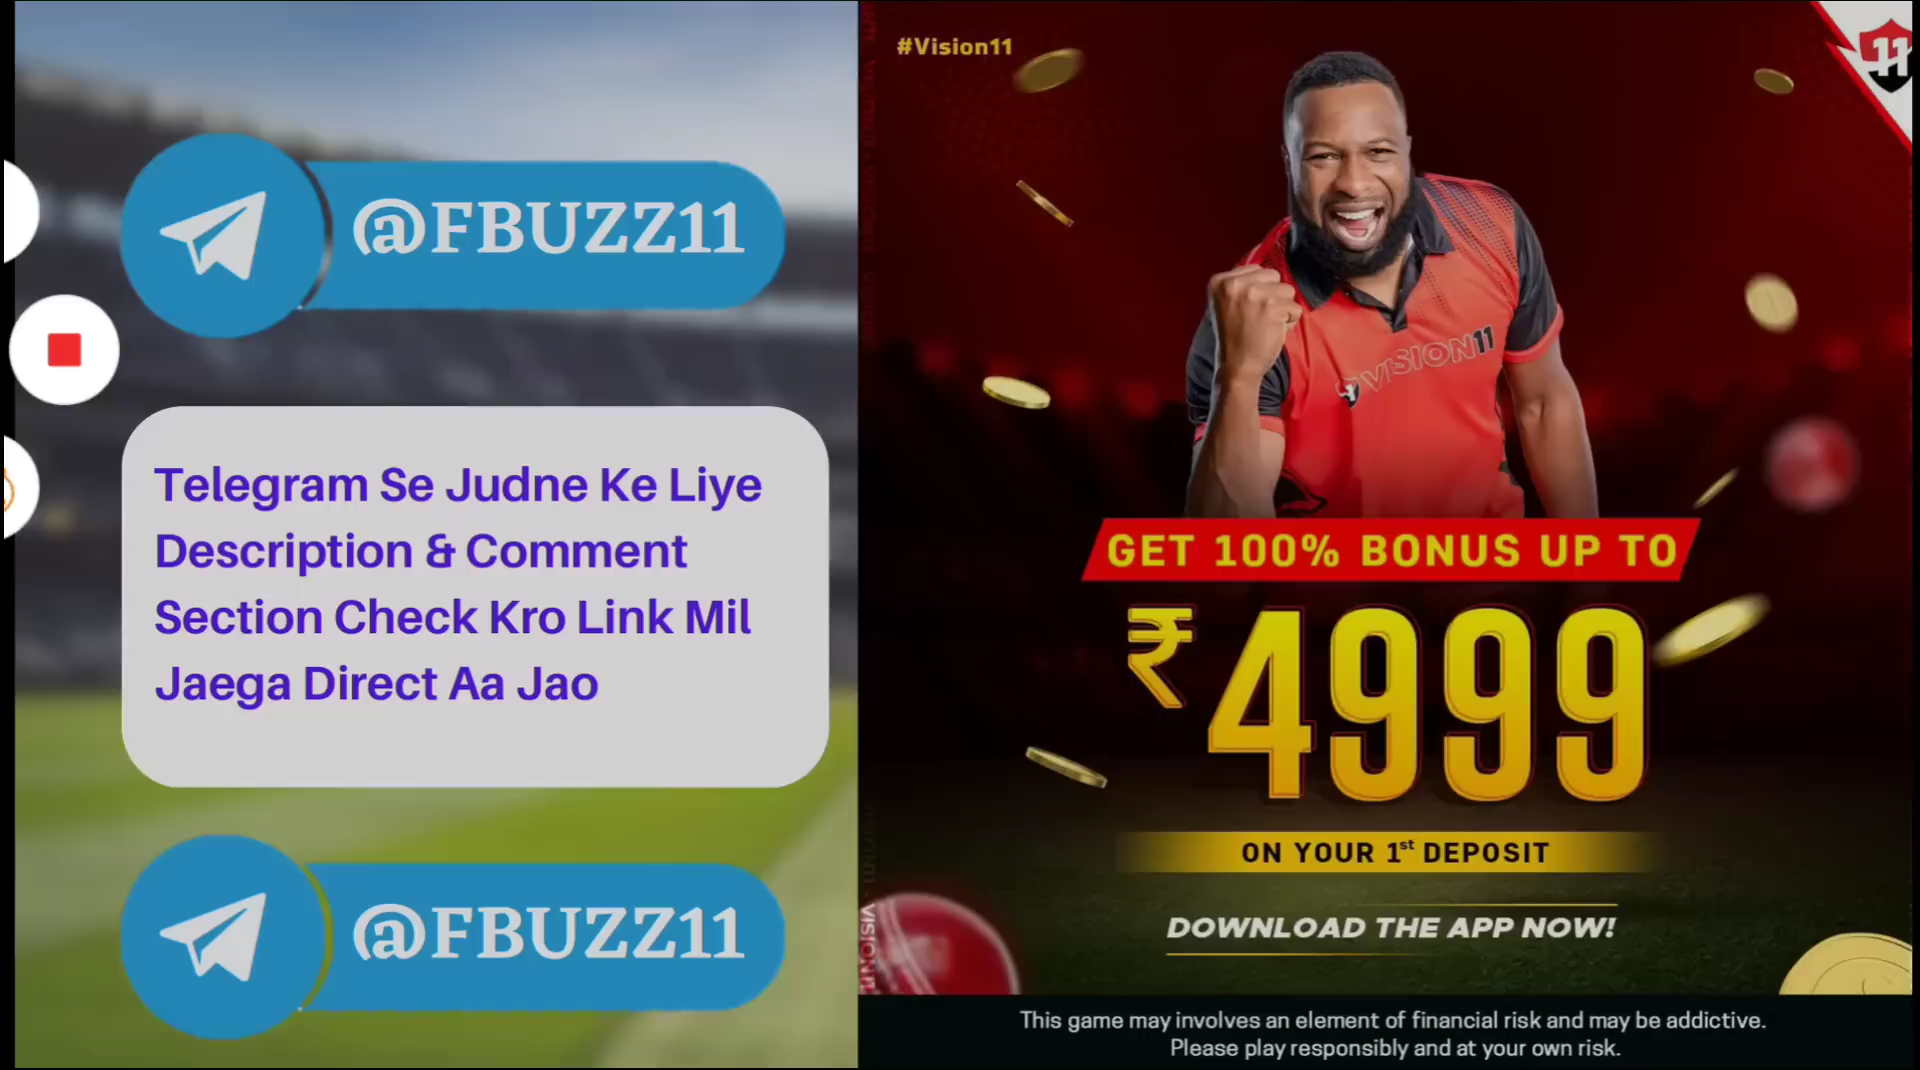 @FBUZZ11
Telegram Se Judne Ke Liye
Description & Comment
Section Check Kro Link Mil
Jaega Direct Aa Jao
@FBUZZ11
#Vision11
11
VISION11
GET 100% BONUS UP TO
₹4999
ON YOUR 1st DEPOSIT
DOWNLOAD THE APP NOW!
VISION11
This game may involves an element of financial risk and may be addictive.
Please play responsibly and at your own risk.